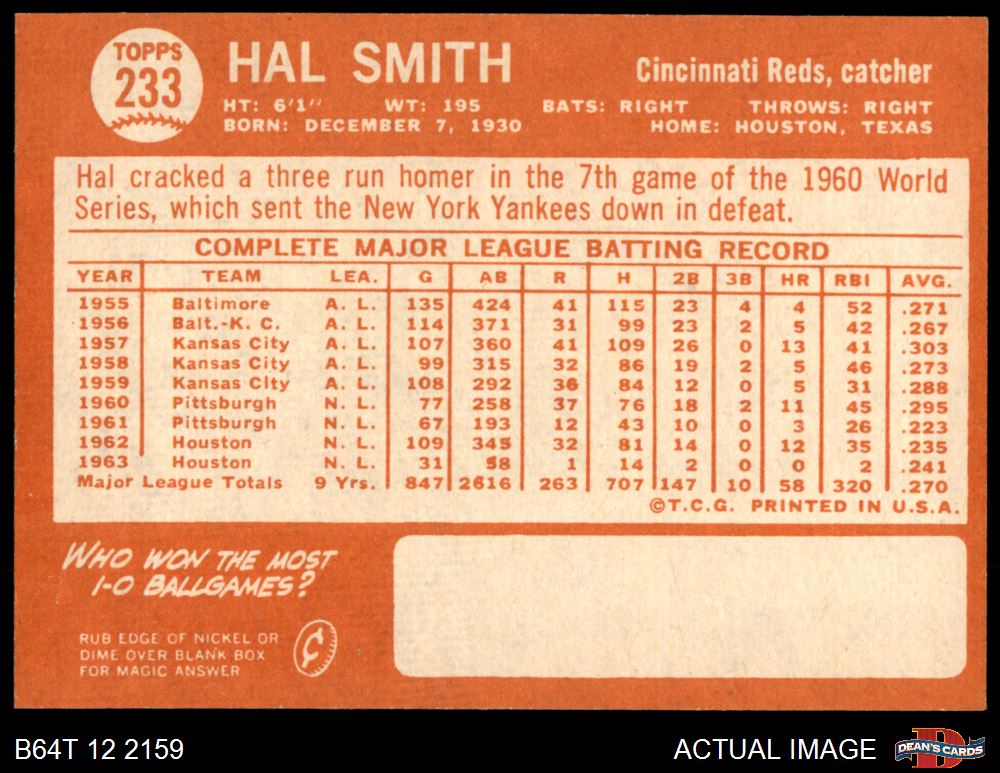 TOPPS
233
HAL SMITH
Cincinnati Reds, catcher
HT: 6'1" WT: 195 BATS: RIGHT THROWS: RIGHT
BORN: DECEMBER 7, 1930 HOME: HOUSTON, TEXAS
Hal cracked a three run homer in the 7th game of the 1960 World
Series, which sent the New York Yankees down in defeat.
COMPLETE MAJOR LEAGUE BATTING RECORD
YEAR TEAM LEA. G AB R H 2B 3B HR RBI AVG.
1955 Baltimore A. L. 135 424 41 115 23 4 4 52 .271
1956 Balt.-K. C. A. L. 114 371 31 99 23 2 5 42 .267
1957 Kansas City A. L. 107 360 41 109 26 0 13 41 .303
1958 Kansas City A. L. 99 315 32 86 19 2 5 46 .273
1959 Kansas City A. L. 108 292 36 84 12 0 5 31 .288
1960 Pittsburgh N. L. 77 258 37 76 18 2 11 45 .295
1961 Pittsburgh N. L. 67 193 12 43 10 0 3 26 .223
1962 Houston N. L. 109 345 32 81 14 0 12 35 .235
1963 Houston N. L. 31 58 1 14 2 0 0 2 .241
Major League Totals 9 Yrs. 847 2616 263 707 147 10 58 320 .270
©T.C.G. PRINTED IN U.S.A.
WHO WON THE MOST
1-0 BALLGAMES?
RUB EDGE OF NICKEL OR
DIME OVER BLANK BOX
FOR MAGIC ANSWER
¢
B64T 12 2159
ACTUAL IMAGE
D
DEAN'S CARDS